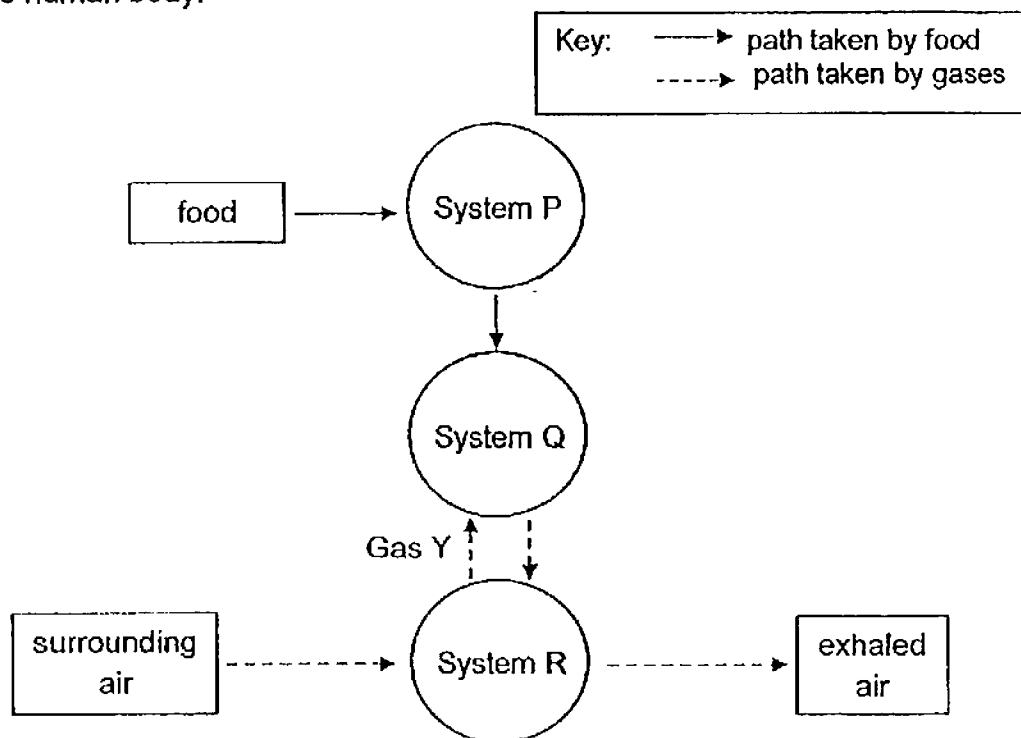 human body.
Key:
path taken by food
path taken by gases
food
System P
System Q
Gas Y
surrounding
air
System R
exhaled
air